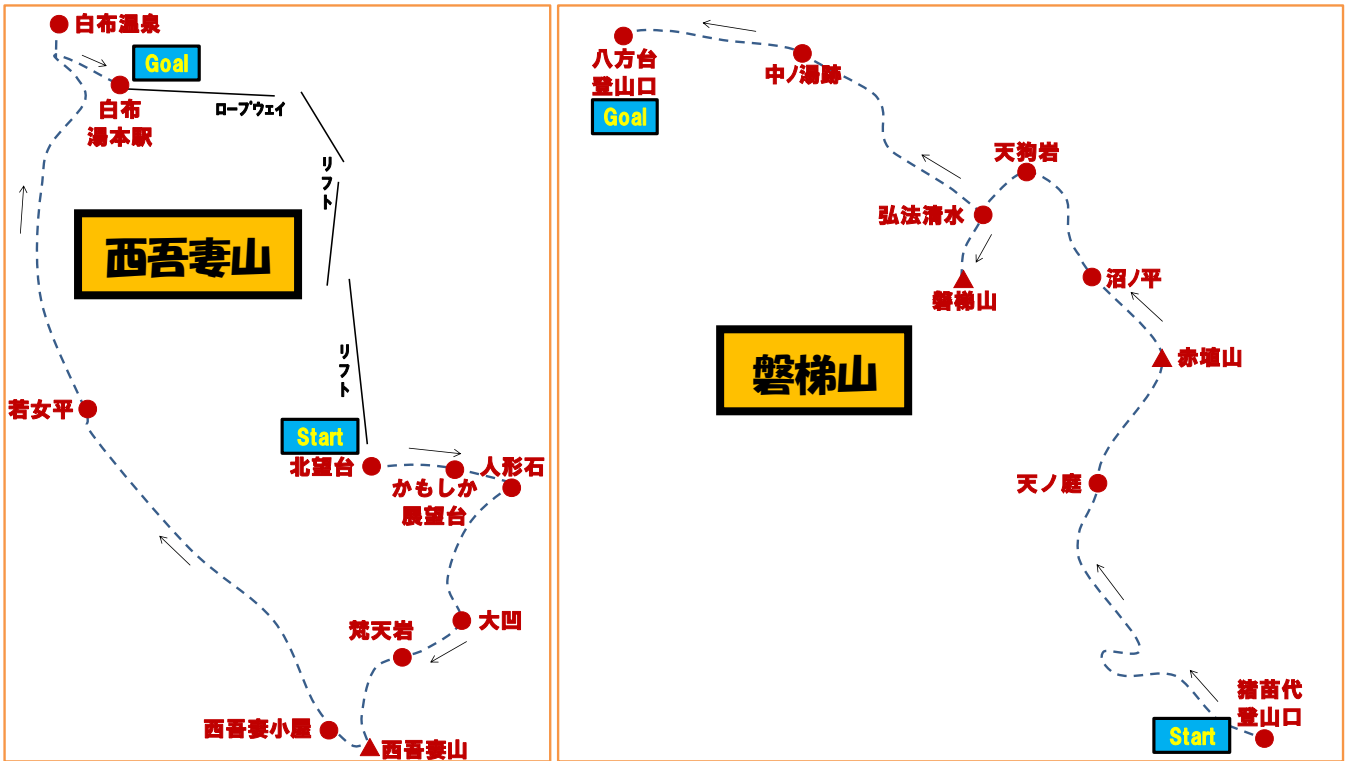 白布温泉
Goal
白布
湯本駅
ロープウェイ
リフト
西吾妻山
リフト
若女平
Start
北望台
かもしか
展望台
人形石
大凹
梵天岩
西吾妻小屋
西吾妻山
八方台
登山口
Goal
中ノ湯跡
天狗岩
弘法清水
磐梯山
沼ノ平
磐梯山
赤埴山
天ノ庭
猪苗代
登山口
Start